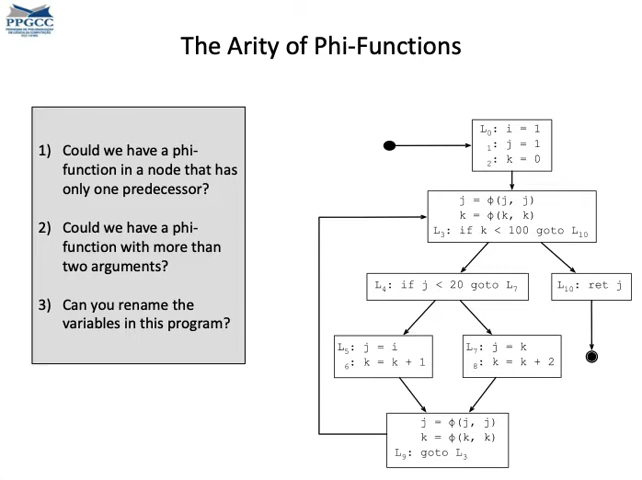 PPGCC
The Arity of Phi-Functions
1) Could we have a phi-
function in a node that has
only one predecessor?
2) Could we have a phi-
function with more than
two arguments?
3) Can you rename the
variables in this program?
L0: i = 1
1: j = 1
2: k = 0
j = ϕ(j, j)
k = ϕ(k, k)
L3: if k < 100 goto L10
L4: if j < 20 goto L7
L10: ret j
L5: j = i
6: k = k + 1
L7: j = k
8: k = k + 2
j = ϕ(j, j)
k = ϕ(k, k)
L9: goto L3